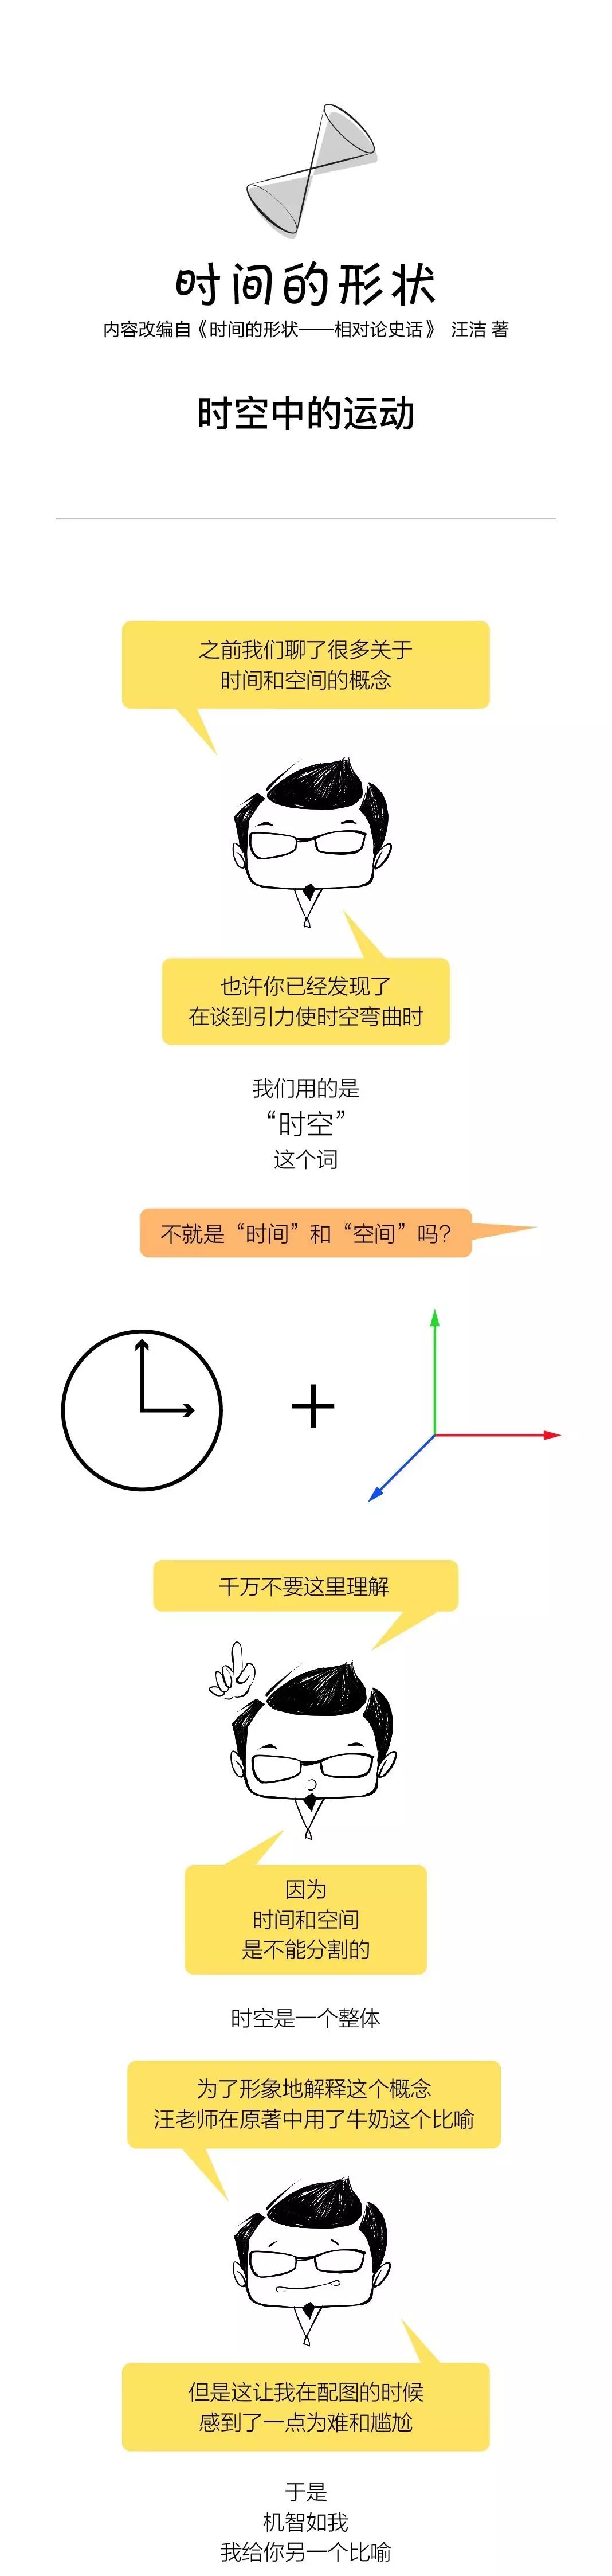 时间的形状
内容改编自《时间的形状——相对论史话》 汪洁 著
时空中的运动
之前我们聊了很多关于
时间和空间的概念
也许你已经发现了
在谈到引力使时空弯曲时
我们用的是
“时空”
这个词
不就是“时间”和“空间”吗?
千万不要这里理解
因为
时间和空间
是不能分割的
时空是一个整体
为了形象地解释这个概念
汪老师在原著中用了牛奶这个比喻
但是这让我在配图的时候
感到了一点为难和尴尬
于是
机智如我
我给你另一个比喻